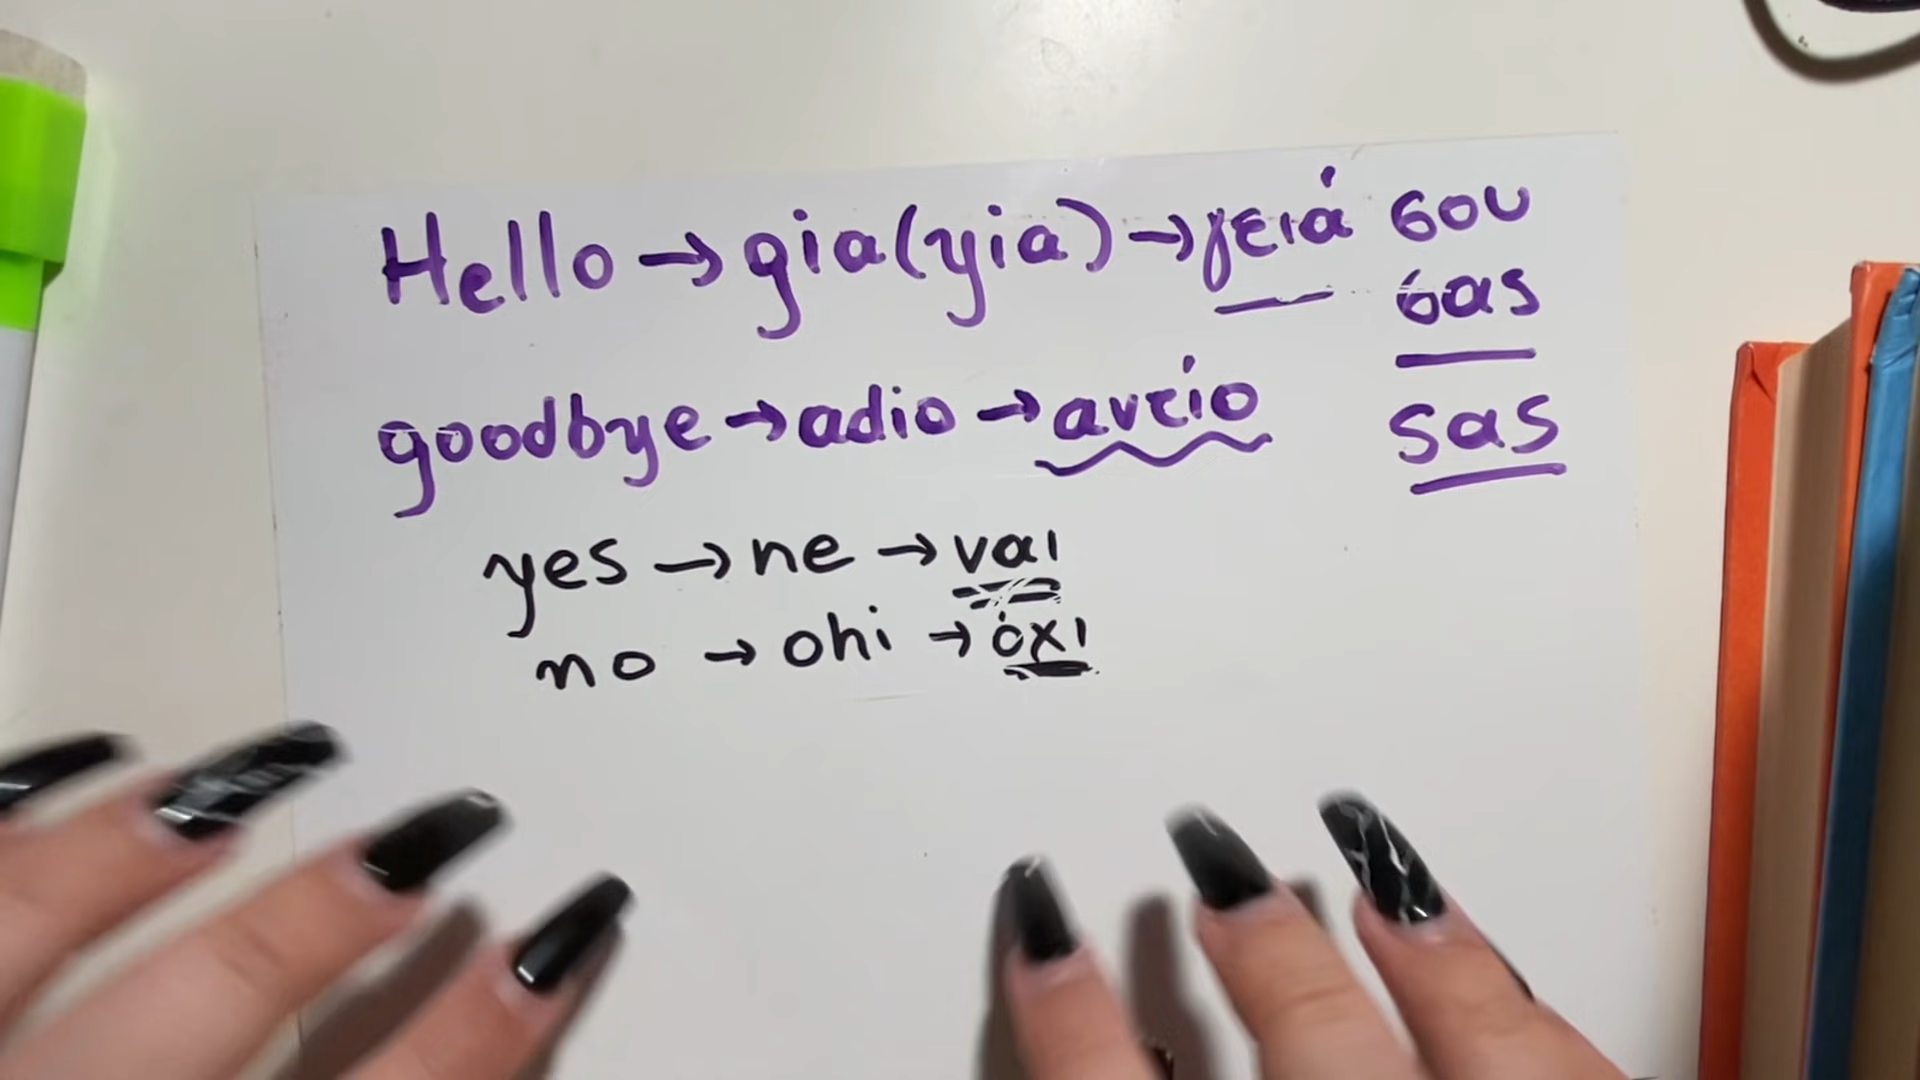 Hello → gia (yia) → γειά σου
σας
goodbye → adio → αντίο
sas
yes → ne → ναι
no → ohi → όχι